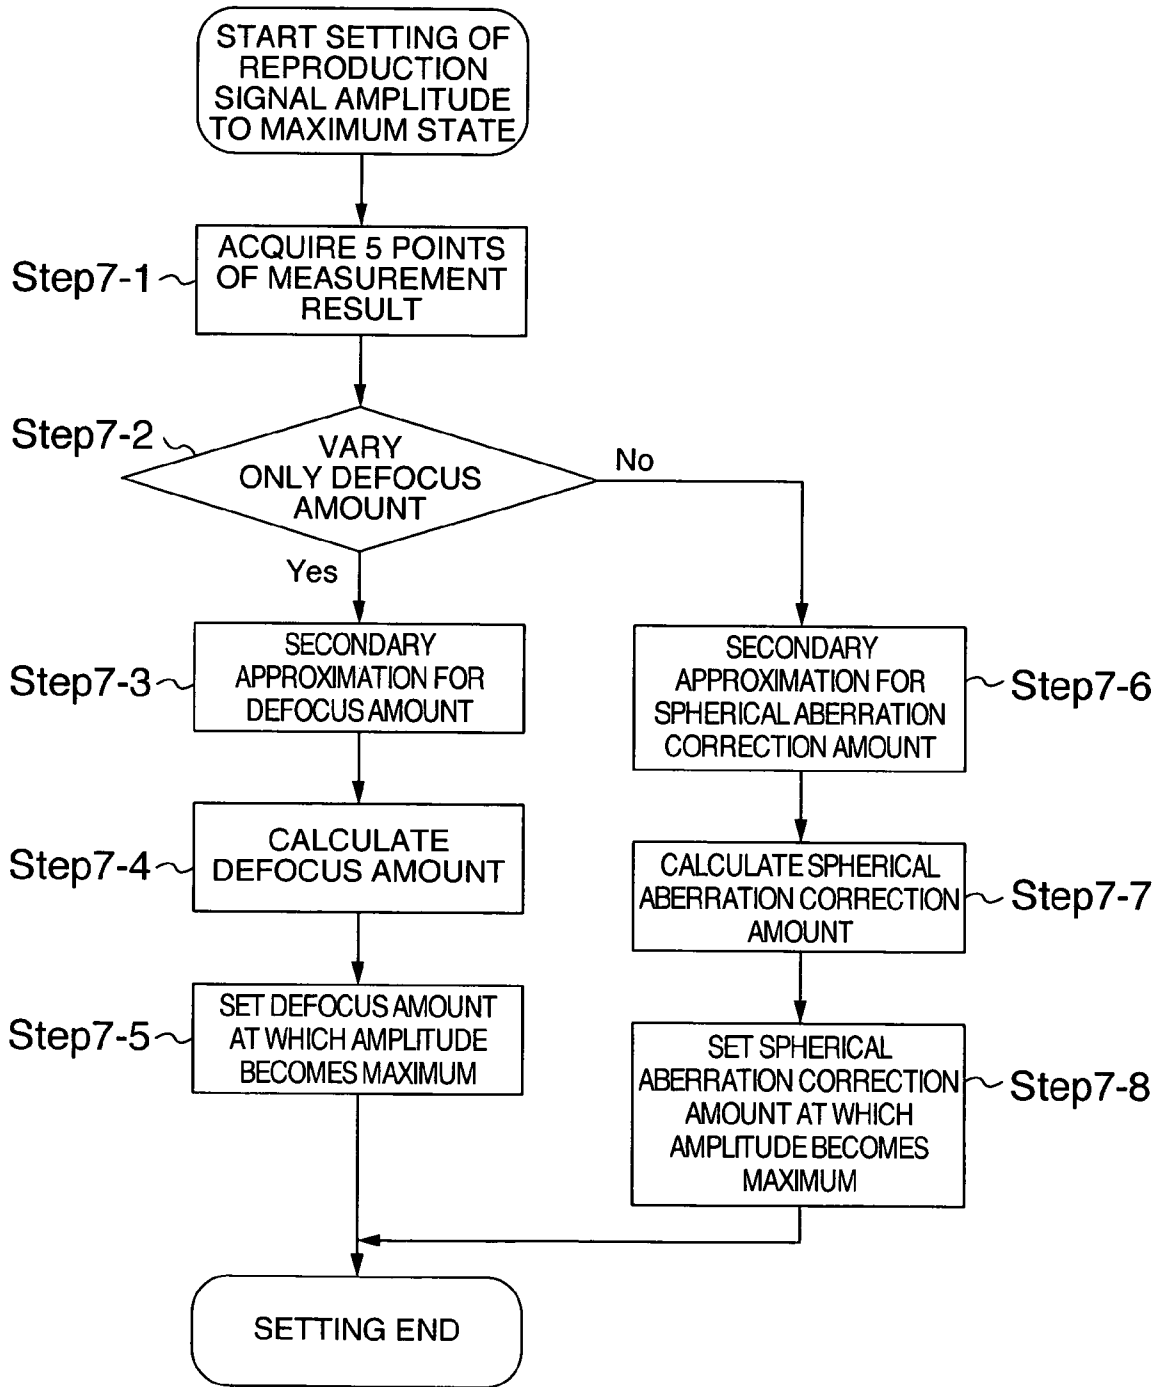 START SETTING OF
REPRODUCTION
SIGNAL AMPLITUDE
TO MAXIMUM STATE
Step7-1
ACQUIRE 5 POINTS
OF MEASUREMENT
RESULT
Step7-2
VARY
ONLY DEFOCUS
AMOUNT
No
Yes
Step7-3
SECONDARY
APPROXIMATION FOR
DEFOCUS AMOUNT
Step7-4
CALCULATE
DEFOCUS AMOUNT
Step7-5
SET DEFOCUS AMOUNT
AT WHICH AMPLITUDE
BECOMES MAXIMUM
SECONDARY
APPROXIMATION FOR
SPHERICAL ABERRATION
CORRECTION AMOUNT
Step7-6
CALCULATE SPHERICAL
ABERRATION CORRECTION
AMOUNT
Step7-7
SET SPHERICAL
ABERRATION CORRECTION
AMOUNT AT WHICH
AMPLITUDE BECOMES
MAXIMUM
Step7-8
SETTING END